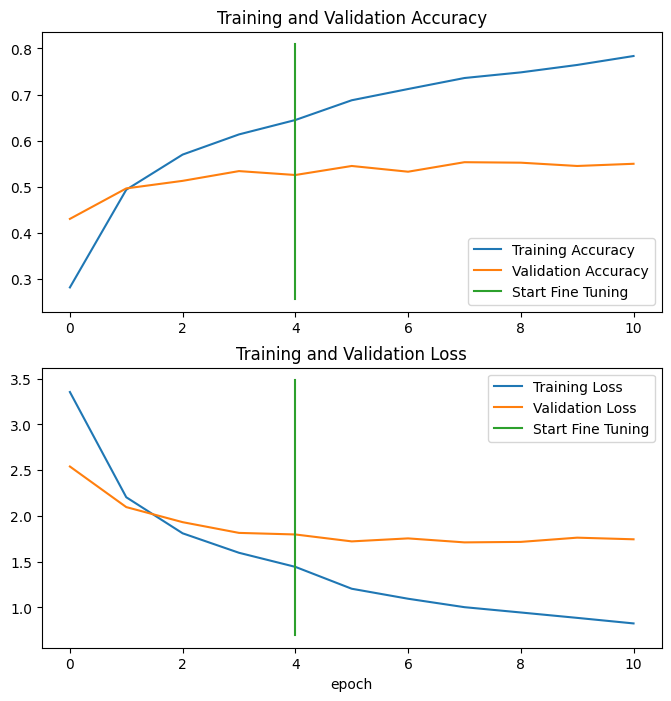 Training and Validation Accuracy
0.8
0.7
0.6
0.5
0.4
0.3
Training Accuracy
Validation Accuracy
Start Fine Tuning
0 2 4 6 8 10
Training and Validation Loss
3.5
3.0
2.5
2.0
1.5
1.0
Training Loss
Validation Loss
Start Fine Tuning
0 2 4 6 8 10
epoch